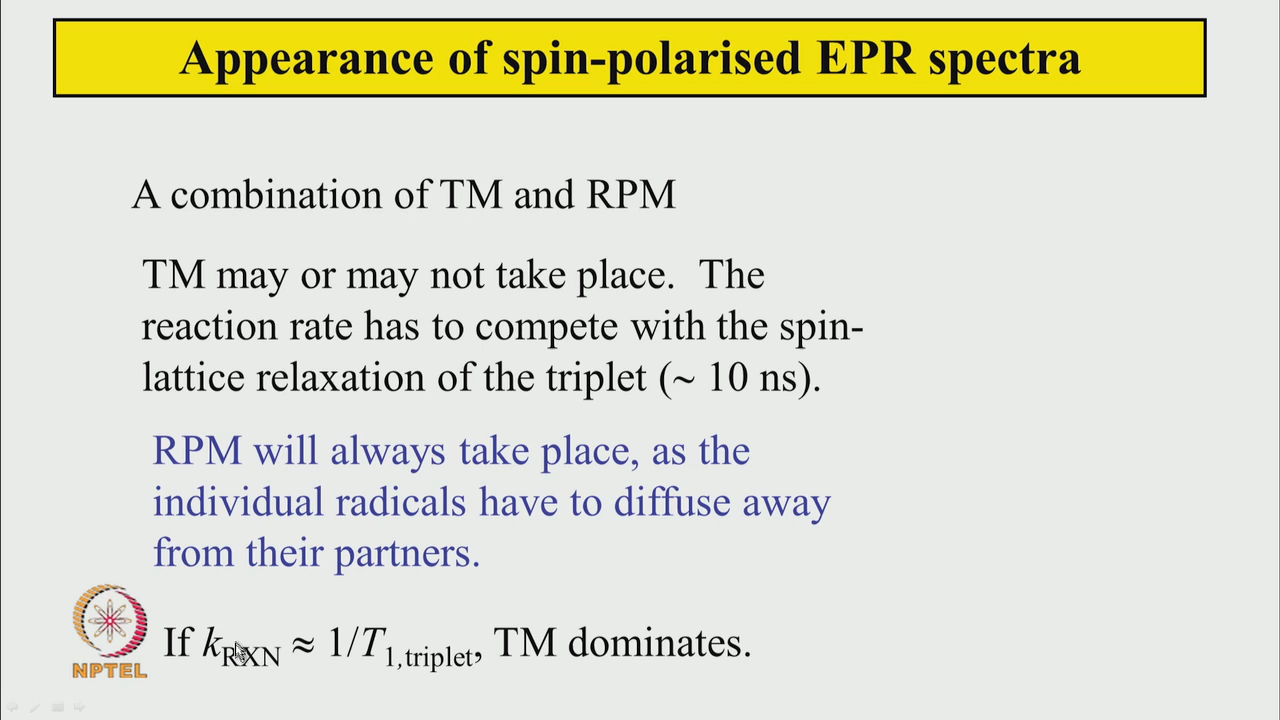 Appearance of spin-polarised EPR spectra
A combination of TM and RPM
TM may or may not take place. The
reaction rate has to compete with the spin-
lattice relaxation of the triplet (~ 10 ns).
RPM will always take place, as the
individual radicals have to diffuse away
from their partners.
If k_RXN ≈ 1/T_1,triplet, TM dominates.
NPTEL